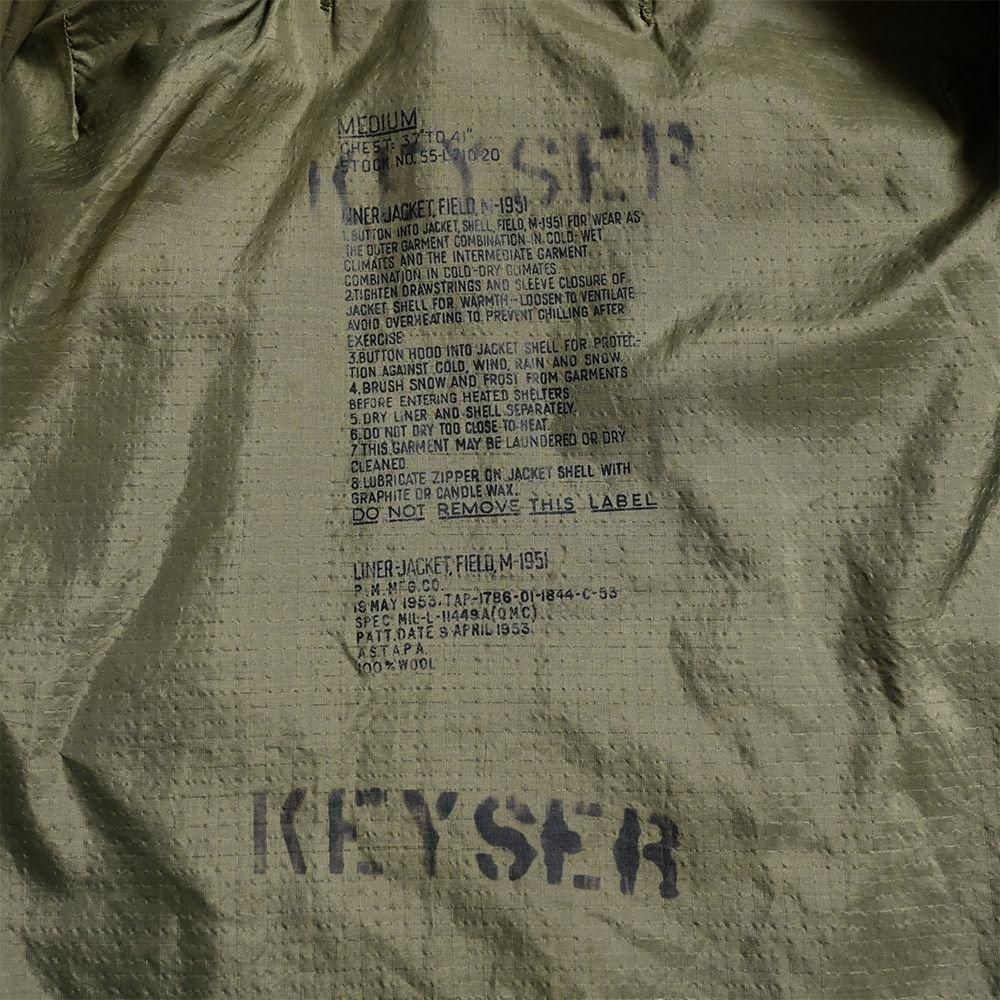 MEDIUM
CHEST: 37"TO 41"
STOCK NO. 55-L-710-20
KEYSER
LINER-JACKET, FIELD, M-1951
1. BUTTON INTO JACKET, SHELL, FIELD, M-1951 FOR WEAR AS
THE OUTER GARMENT COMBINATION IN COLD-WET
CLIMATES AND THE INTERMEDIATE GARMENT
COMBINATION IN COLD-DRY CLIMATES
2. TIGHTEN DRAWSTRINGS AND SLEEVE CLOSURE OF
JACKET SHELL FOR WARMTH-LOOSEN TO VENTILATE
AVOID OVERHEATING TO PREVENT CHILLING AFTER
EXERCISE
3. BUTTON HOOD INTO JACKET SHELL FOR PROTEC-
TION AGAINST COLD, WIND, RAIN AND SNOW.
4. BRUSH SNOW AND FROST FROM GARMENTS
BEFORE ENTERING HEATED SHELTERS
5. DRY LINER AND SHELL SEPARATELY.
6. DO NOT DRY TOO CLOSE TO HEAT.
7. THIS GARMENT MAY BE LAUNDERED OR DRY
CLEANED
8. LUBRICATE ZIPPER ON JACKET SHELL WITH
GRAPHITE OR CANDLE WAX.
DO NOT REMOVE THIS LABEL
LINER-JACKET, FIELD, M-1951
P.M. MFG. CO.
19 MAY 1953. TAP-1786-01-1844-C-53
SPEC MIL-L-11449A(QMC)
PATT. DATE 9 APRIL 1953.
A.S.T.A.P.A.
100% WOOL
KEYSER